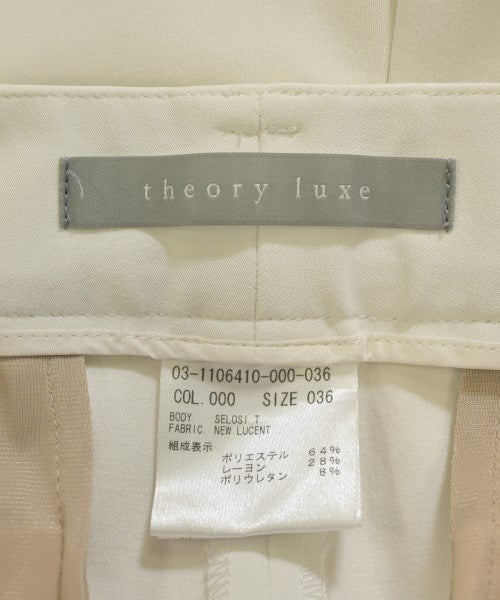 theory luxe
03-1106410-000-036
COL.000 SIZE 036
BODY. SELOSI T
FABRIC. NEW LUCENT
組成表示
ポリエステル 64%
レーヨン 28%
ポリウレタン 8%